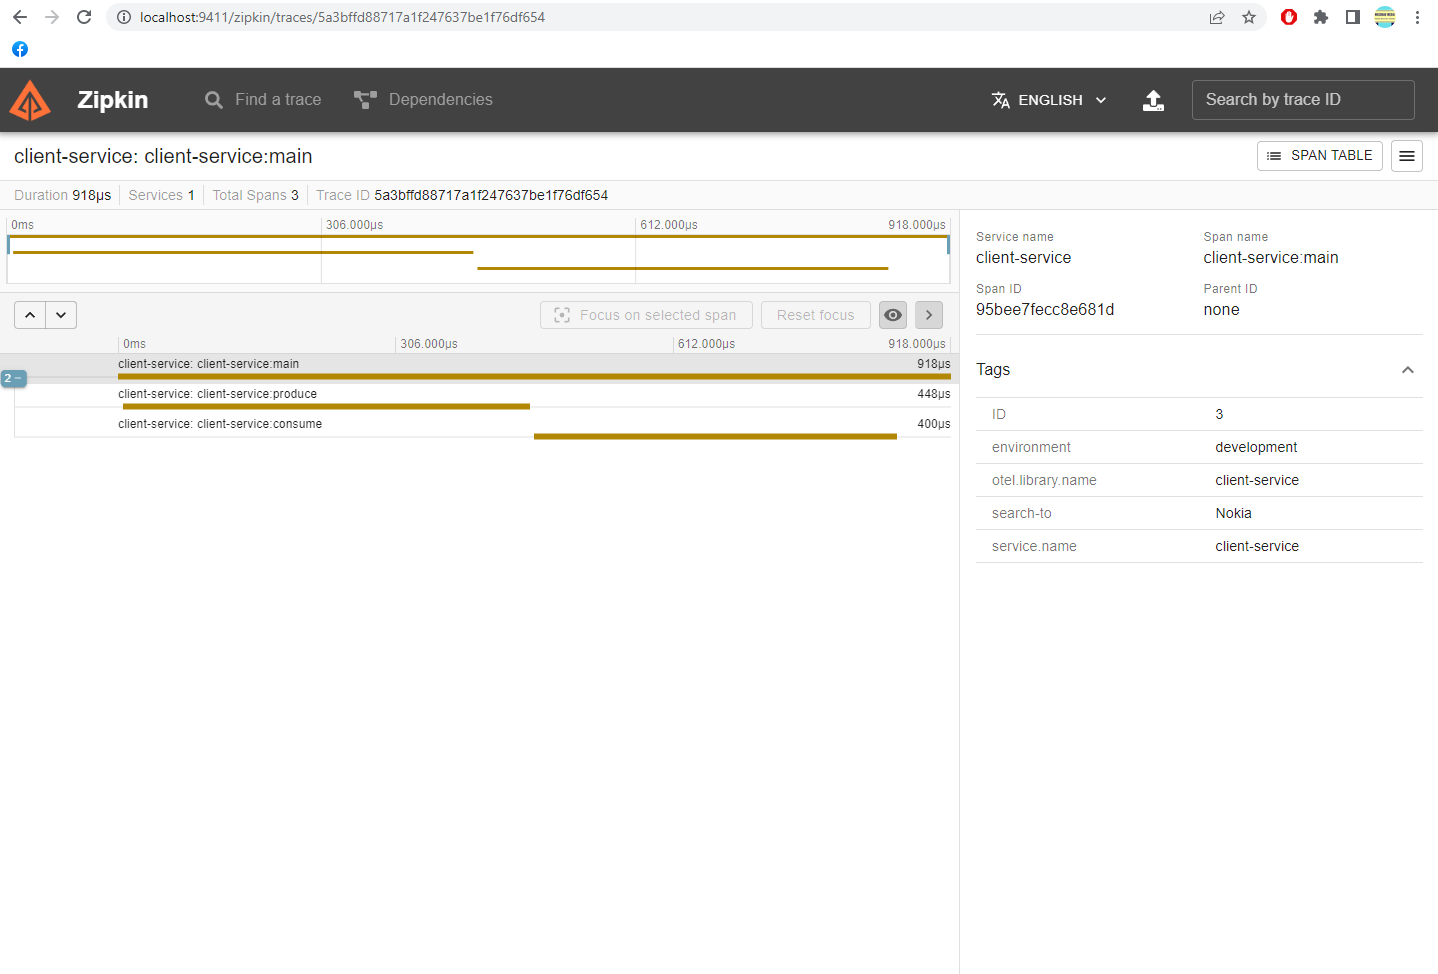 localhost:9411/zipkin/traces/5a3bffd88717a1f247637be1f76df654
Zipkin
Find a trace
Dependencies
ENGLISH
Search by trace ID
client-service: client-service:main
SPAN TABLE
Duration 918μs Services 1 Total Spans 3 Trace ID 5a3bffd88717a1f247637be1f76df654
0ms 306.000μs 612.000μs 918.000μs
Focus on selected span
Reset focus
0ms 306.000μs 612.000μs 918.000μs
client-service: client-service:main 918μs
2 −
client-service: client-service:produce 448μs
client-service: client-service:consume 400μs
Service name Span name
client-service client-service:main
Span ID Parent ID
95bee7fecc8e681d none
Tags
ID 3
environment development
otel.library.name client-service
search-to Nokia
service.name client-service